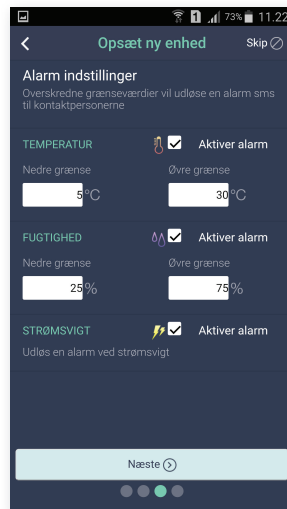 73% 11.22
Opsæt ny enhed Skip
Alarm indstillinger
Overskredne grænseværdier vil udløse en alarm sms
til kontaktpersonerne
TEMPERATUR Aktiver alarm
Nedre grænse Øvre grænse
5 °C 30 °C
FUGTIGHED Aktiver alarm
Nedre grænse Øvre grænse
25 % 75 %
STRØMSVIGT Aktiver alarm
Udløs en alarm ved strømsvigt
Næste